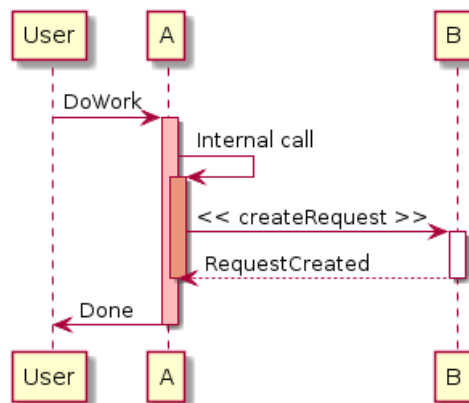 User A B
DoWork
Internal call
<< createRequest >>
RequestCreated
Done
User A B